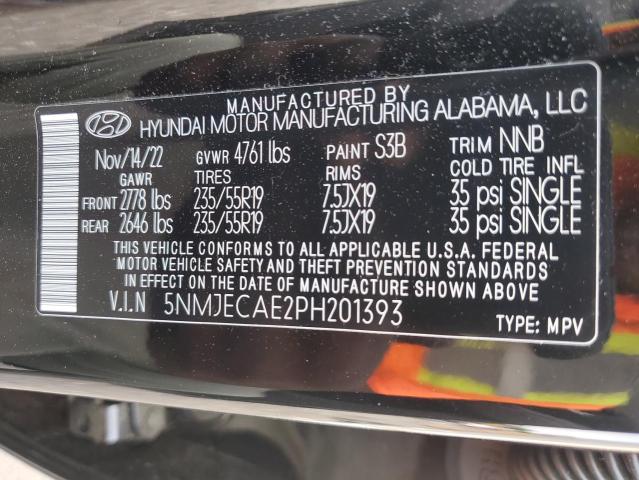 MANUFACTURED BY
HYUNDAI MOTOR MANUFACTURING ALABAMA, LLC
Nov/14/22 GVWR 4761 lbs PAINT S3B TRIM NNB
GAWR TIRES RIMS COLD TIRE INFL
FRONT 2778 lbs 235/55R19 7.5JX19 35 psi SINGLE
REAR 2646 lbs 235/55R19 7.5JX19 35 psi SINGLE
THIS VEHICLE CONFORMS TO ALL APPLICABLE U.S.A. FEDERAL
MOTOR VEHICLE SAFETY AND THEFT PREVENTION STANDARDS
IN EFFECT ON THE DATE OF MANUFACTURE SHOWN ABOVE.
V.I.N 5NMJECAE2PH201393 TYPE: MPV